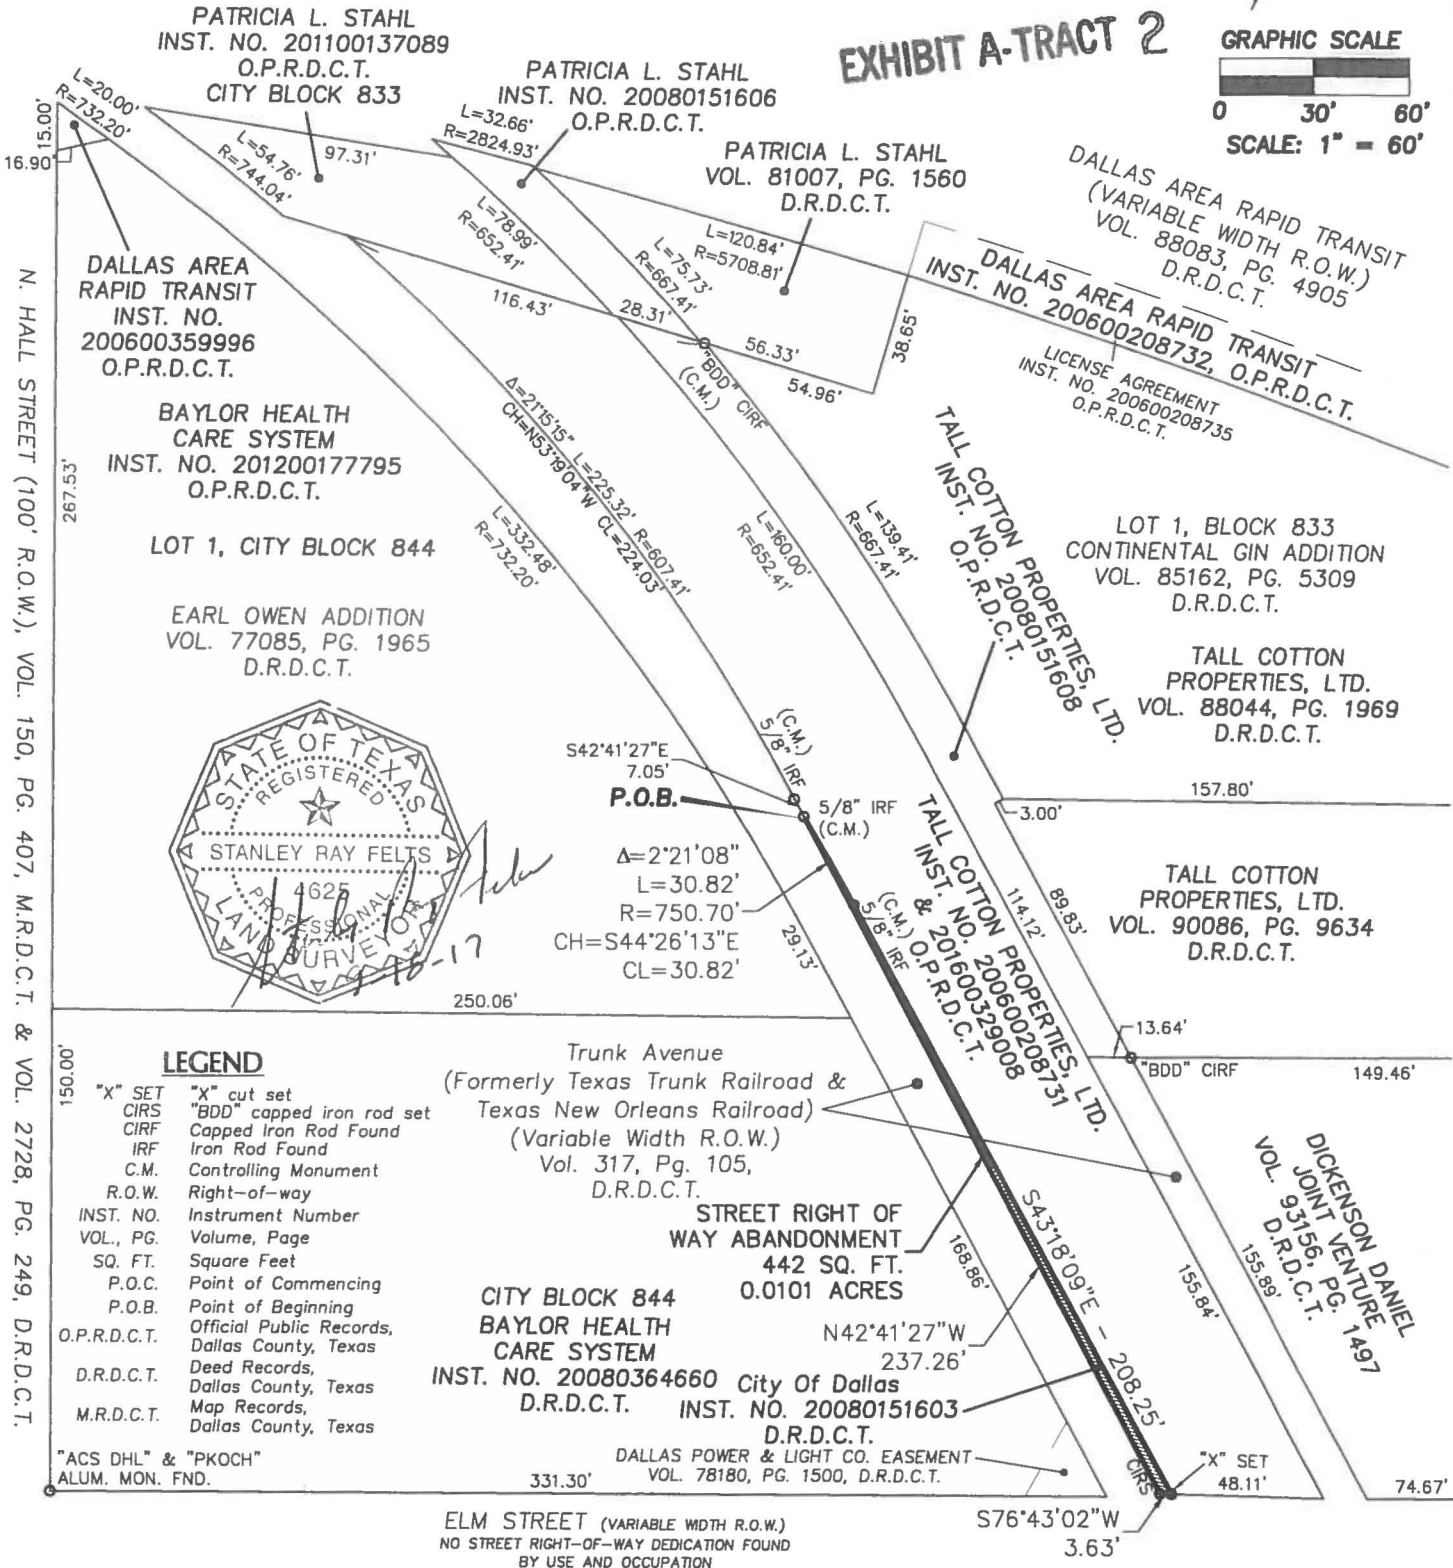 EXHIBIT A-TRACT 2
GRAPHIC SCALE
0 30' 60'
SCALE: 1" = 60'
PATRICIA L. STAHL
INST. NO. 201100137089
O.P.R.D.C.T.
CITY BLOCK 833
PATRICIA L. STAHL
INST. NO. 20080151606
O.P.R.D.C.T.
PATRICIA L. STAHL
VOL. 81007, PG. 1560
D.R.D.C.T.
DALLAS AREA RAPID TRANSIT
(VARIABLE WIDTH R.O.W.)
VOL. 88083, PG. 4905
D.R.D.C.T.
DALLAS AREA RAPID TRANSIT
INST. NO. 200600208732, O.P.R.D.C.T.
LICENSE AGREEMENT
INST. NO. 200600208735
O.P.R.D.C.T.
L=20.00'
R=732.20'
15.00'
16.90'
L=54.76'
R=744.04'
97.31'
L=32.66'
R=2824.93'
L=78.99'
R=652.41'
L=75.73'
R=667.41'
L=120.84'
R=5708.81'
116.43'
28.31'
56.33'
54.96'
38.65'
"BDD" CIRF
(C.M.)
DALLAS AREA
RAPID TRANSIT
INST. NO.
200600359996
O.P.R.D.C.T.
BAYLOR HEALTH
CARE SYSTEM
INST. NO. 201200177795
O.P.R.D.C.T.
LOT 1, CITY BLOCK 844
EARL OWEN ADDITION
VOL. 77085, PG. 1965
D.R.D.C.T.
N. HALL STREET (100' R.O.W.), VOL. 150, PG. 407, M.R.D.C.T. & VOL. 2728, PG. 249, D.R.D.C.T.
267.53'
Δ=21°15'15" L=225.32' R=607.41'
CH=N53°19'04"W CL=224.03'
L=332.48'
R=732.20'
L=160.00'
R=652.41'
L=139.41'
R=667.41'
TALL COTTON PROPERTIES, LTD.
INST. NO. 20080151608
O.P.R.D.C.T.
LOT 1, BLOCK 833
CONTINENTAL GIN ADDITION
VOL. 85162, PG. 5309
D.R.D.C.T.
TALL COTTON
PROPERTIES, LTD.
VOL. 88044, PG. 1969
D.R.D.C.T.
157.80'
3.00'
STATE OF TEXAS
REGISTERED
STANLEY RAY FELTS
4625
PROFESSIONAL
LAND SURVEYOR
S42°41'27"E
7.05'
P.O.B.
(C.M.)
5/8" IRF
5/8" IRF
(C.M.)
Δ=2°21'08"
L=30.82'
R=750.70'
CH=S44°26'13"E
CL=30.82'
(C.M.)
5/8" IRF
TALL COTTON PROPERTIES, LTD.
INST. NO. 200600208731
& 201600329008
O.P.R.D.C.T.
114.12'
89.83'
TALL COTTON
PROPERTIES, LTD.
VOL. 90086, PG. 9634
D.R.D.C.T.
29.13'
250.06'
13.64'
"BDD" CIRF
149.46'
150.00'
Trunk Avenue
(Formerly Texas Trunk Railroad &
Texas New Orleans Railroad)
(Variable Width R.O.W.)
Vol. 317, Pg. 105,
D.R.D.C.T.
STREET RIGHT OF
WAY ABANDONMENT
442 SQ. FT.
0.0101 ACRES
168.86'
S43°18'09"E - 208.25'
N42°41'27"W
237.26'
155.84'
155.89'
DICKENSON DANIEL
JOINT VENTURE
VOL. 93156, PG. 1497
D.R.D.C.T.
LEGEND
"X" SET "X" cut set
CIRS "BDD" capped iron rod set
CIRF Capped Iron Rod Found
IRF Iron Rod Found
C.M. Controlling Monument
R.O.W. Right-of-way
INST. NO. Instrument Number
VOL., PG. Volume, Page
SQ. FT. Square Feet
P.O.C. Point of Commencing
P.O.B. Point of Beginning
O.P.R.D.C.T. Official Public Records,
Dallas County, Texas
D.R.D.C.T. Deed Records,
Dallas County, Texas
M.R.D.C.T. Map Records,
Dallas County, Texas
CITY BLOCK 844
BAYLOR HEALTH
CARE SYSTEM
INST. NO. 20080364660
D.R.D.C.T.
City Of Dallas
INST. NO. 20080151603
D.R.D.C.T.
DALLAS POWER & LIGHT CO. EASEMENT
VOL. 78180, PG. 1500, D.R.D.C.T.
"ACS DHL" & "PKOCH"
ALUM. MON. FND.
331.30'
CIRS
"X" SET
48.11'
74.67'
S76°43'02"W
3.63'
ELM STREET (VARIABLE WIDTH R.O.W.)
NO STREET RIGHT-OF-WAY DEDICATION FOUND
BY USE AND OCCUPATION